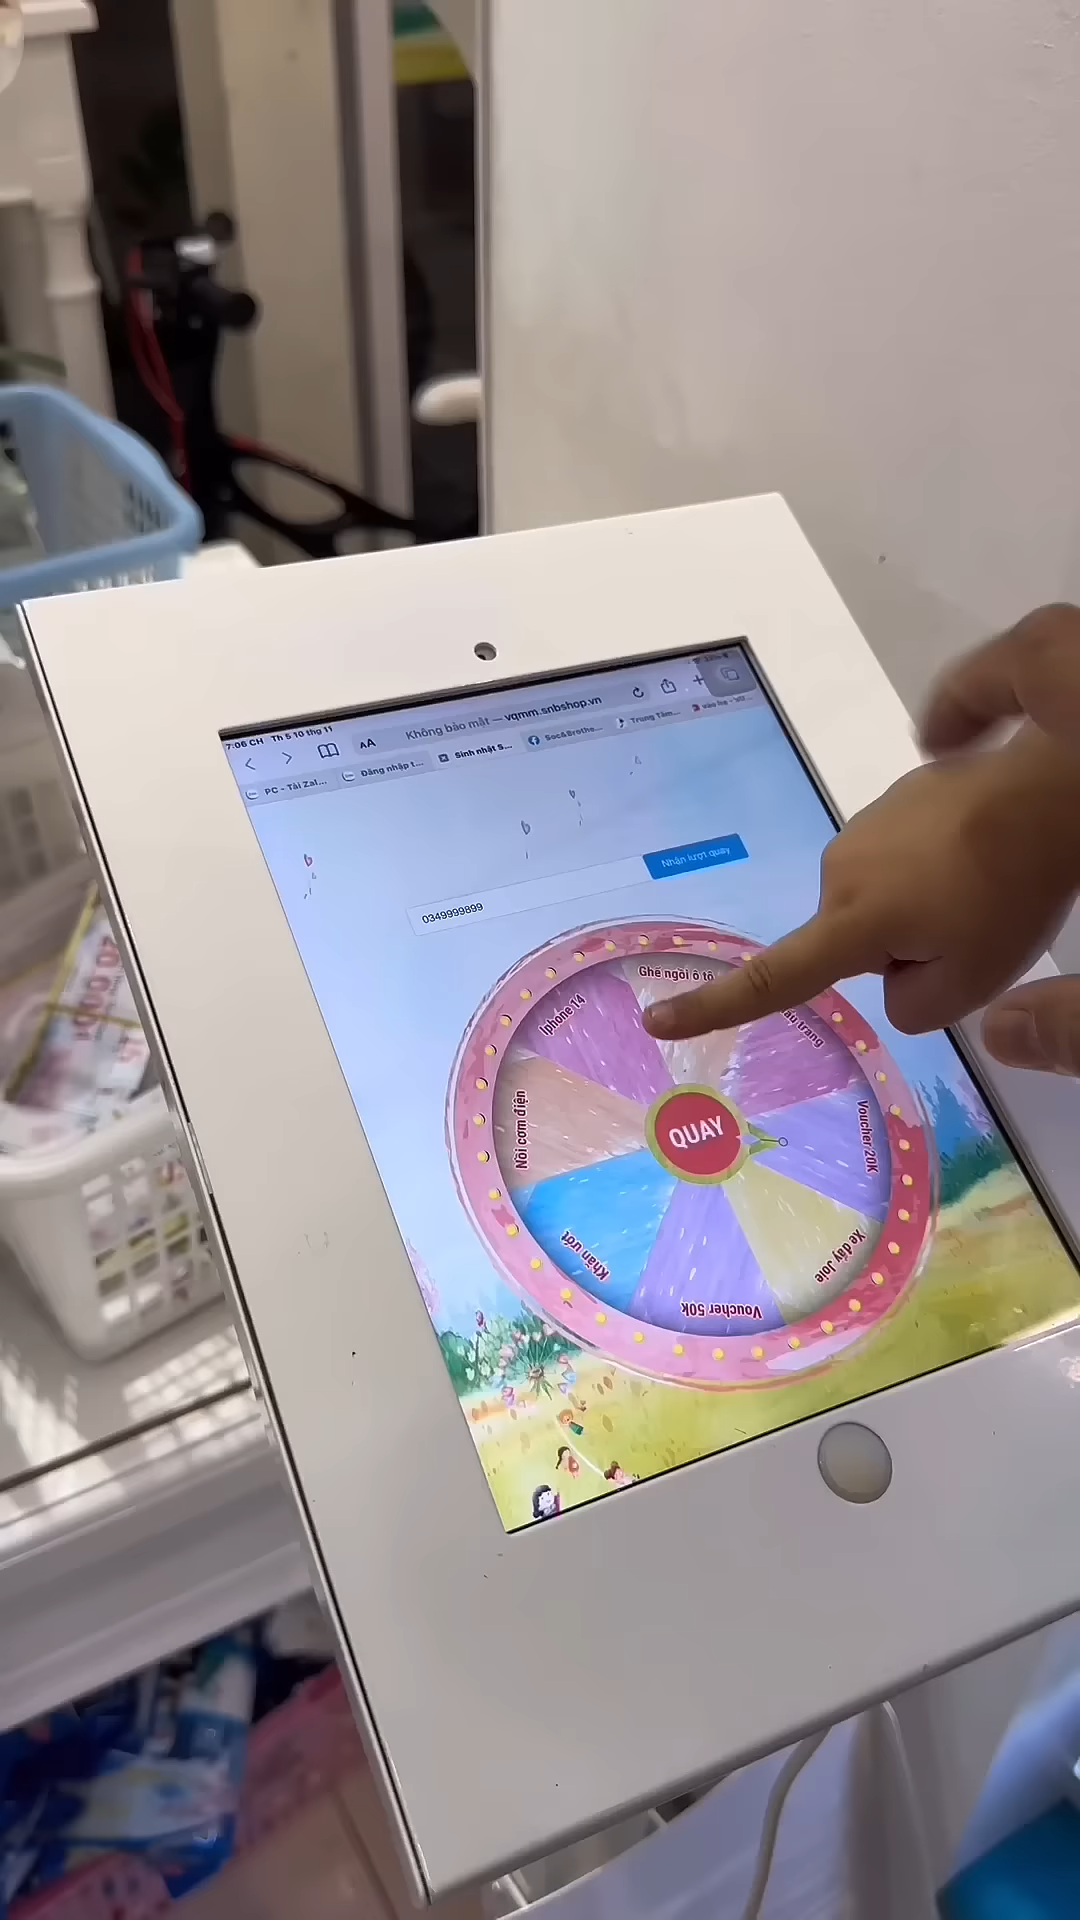 7:06 CH Th 5 10 thg 11
AA Không bảo mật — vqmm.snbshop.vn
PC - Tải Zal...
Đăng nhập t...
Sinh nhật S...
Soc&Brothe...
Trung Tâm...
Nhận lượt quay
0349999899
Ghế ngồi ô tô
Iphone 14
trang
Nồi cơm điện
QUAY
Voucher 20K
Khăn ướt
Voucher 50k
Xe đẩy Joie